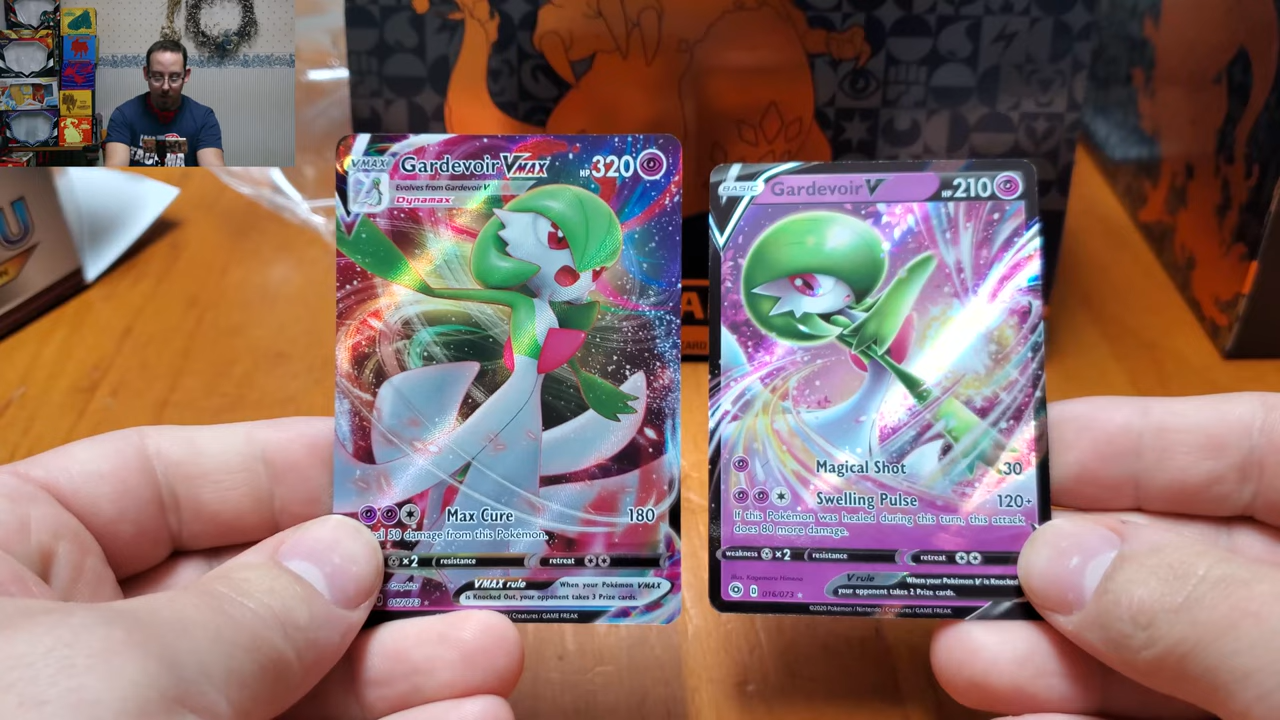 VMAX
Gardevoir VMAX
HP 320
Evolves from Gardevoir V
Dynamax
Max Cure 180
al 50 damage from this Pokémon.
×2 resistance retreat
VMAX rule When your Pokémon VMAX
is Knocked Out, your opponent takes 3 Prize cards.
Graphics
D 017/073
/ Creatures / GAME FREAK
BASIC
Gardevoir V
HP 210
Magical Shot 30
Swelling Pulse 120+
If this Pokémon was healed during this turn, this attack
does 80 more damage.
weakness ×2 resistance retreat
V rule When your Pokémon V is Knocked
your opponent takes 2 Prize cards.
D 016/073
©2020 Pokémon / Nintendo / Creatures / GAME FREAK
U
A
CARD